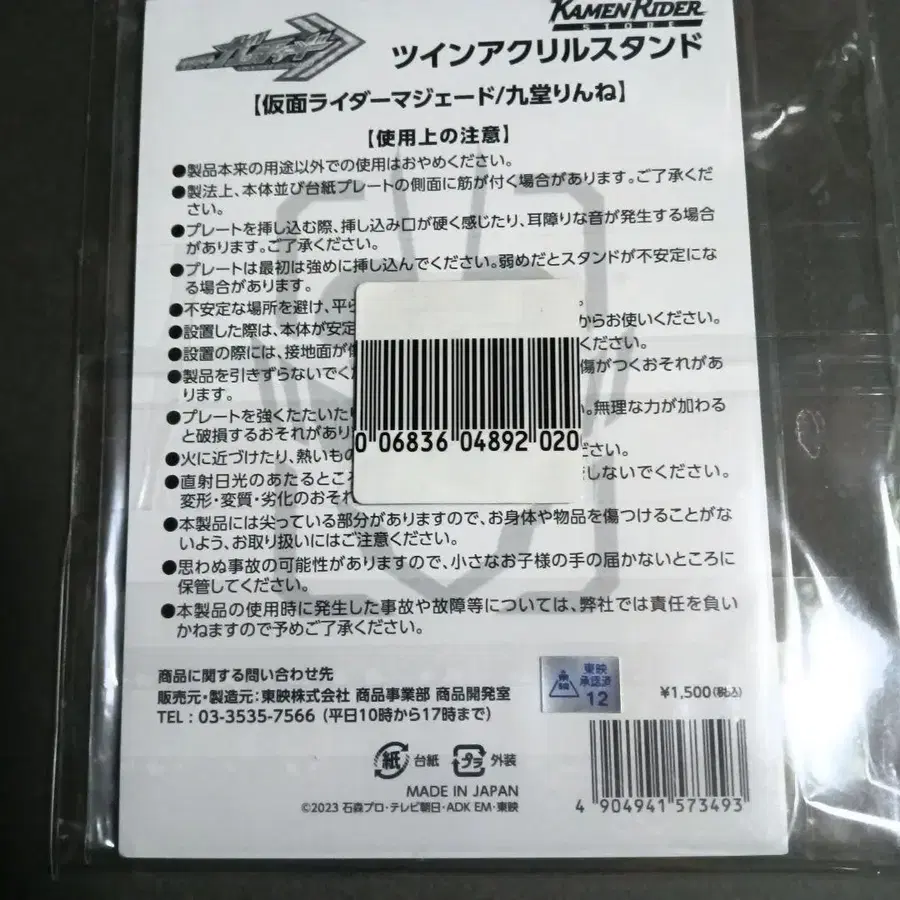 KAMEN RIDER
STORE
ガッチャード
ツインアクリルスタンド
【仮面ライダーマジェード/九堂りんね】
【使用上の注意】
●製品本来の用途以外での使用はおやめください。
●製法上、本体並び台紙プレートの側面に筋が付く場合があります。ご了承くだ
さい。
●プレートを挿し込む際、挿し込み口が硬く感じたり、耳障りな音が発生する場合
があります。ご了承ください。
●プレートは最初は強めに挿し込んでください。弱めだとスタンドが不安定にな
る場合があります。
●不安定な場所を避け、平ら
●設置した際は、本体が安定 からお使いください。
●設置の際には、接地面が ください。
●製品を引きずらないでくだ 傷がつくおそれがあ
ります。
●プレートを強くたたいたり 。無理な力が加わる
と破損するおそれがあり
●火に近づけたり、熱いもの ださい。
●直射日光のあたるところ しないでください。
変形・変質・劣化のおそれ
0 06836 04892 020
●本製品には尖っている部分がありますので、お身体や物品を傷つけることがな
いよう、お取り扱いにはご注意ください。
●思わぬ事故の可能性がありますので、小さなお子様の手の届かないところに
保管してください。
●本製品の使用時に発生した事故や故障等については、弊社では責任を負い
かねますので予めご了承ください。
商品に関する問い合わせ先
販売元・製造元:東映株式会社 商品事業部 商品開発室
TEL : 03-3535-7566 (平日10時から17時まで)
東映
承認済
12
¥1,500(税込)
紙 台紙 プラ 外装
MADE IN JAPAN
©2023 石森プロ・テレビ朝日・ADK EM・東映
4 904941 573493